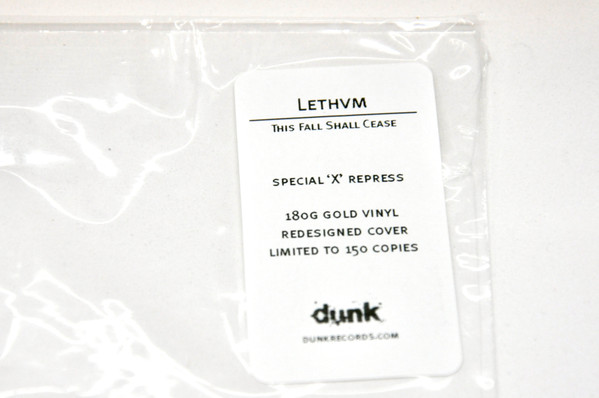 LETHVM
THIS FALL SHALL CEASE
SPECIAL ‘X’ REPRESS
180G GOLD VINYL
REDESIGNED COVER
LIMITED TO 150 COPIES
dunk
DUNKRECORDS.COM